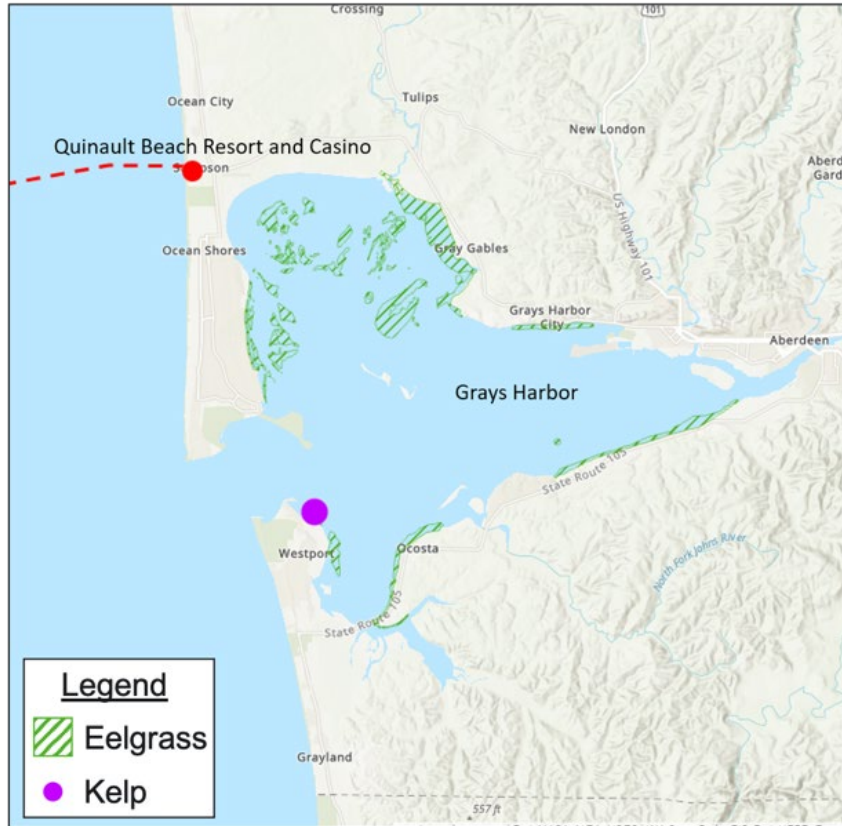 Crossing
101
Ocean City
Tulips
New London
Quinault Beach Resort and Casino
Aberd
Gard
Ocean Shores
Gray Gables
US Highway 101
Grays Harbor
City
Aberdeen
Grays Harbor
State Route 105
Westport
Ocosta
North Fork Johns River
State Route 105
Legend
Eelgrass
Kelp
Grayland
557 ft